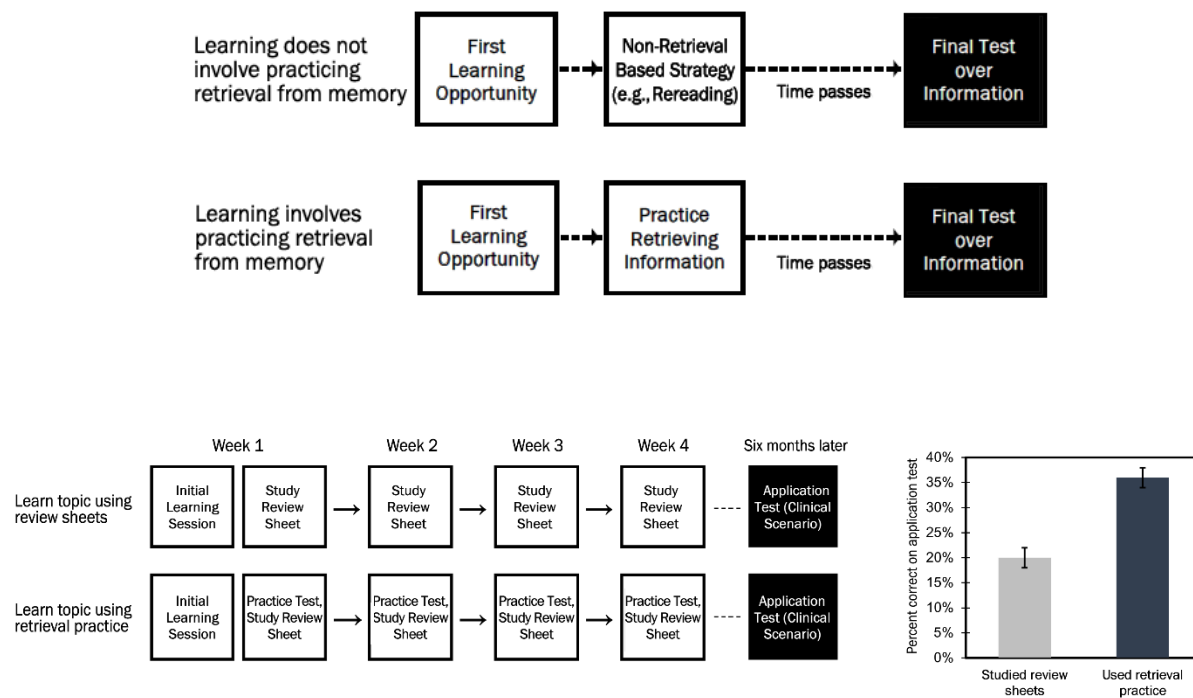 Learning does not
involve practicing
retrieval from memory
First
Learning
Opportunity
Non-Retrieval
Based Strategy
(e.g., Rereading)
Time passes
Final Test
over
Information
Learning involves
practicing retrieval
from memory
First
Learning
Opportunity
Practice
Retrieving
Information
Time passes
Final Test
over
Information
Week 1
Week 2
Week 3
Week 4
Six months later
Learn topic using
review sheets
Initial
Learning
Session
Study
Review
Sheet
Study
Review
Sheet
Study
Review
Sheet
Study
Review
Sheet
Application
Test (Clinical
Scenario)
Learn topic using
retrieval practice
Initial
Learning
Session
Practice Test,
Study Review
Sheet
Practice Test,
Study Review
Sheet
Practice Test,
Study Review
Sheet
Practice Test,
Study Review
Sheet
Application
Test (Clinical
Scenario)
Percent correct on application test
40%
35%
30%
25%
20%
15%
10%
5%
0%
Studied review
sheets
Used retrieval
practice